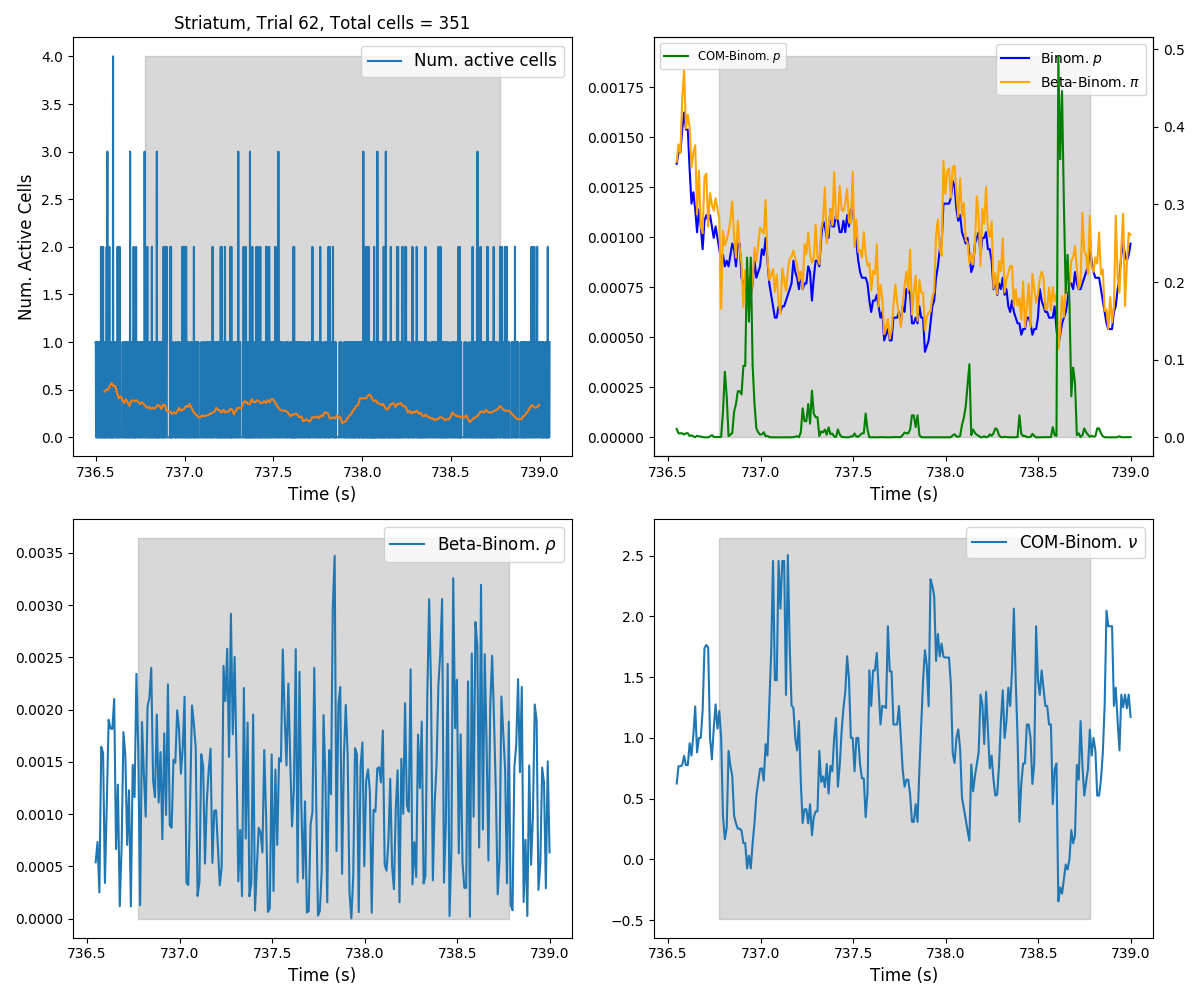 Striatum, Trial 62, Total cells = 351
Num. active cells
Num. Active Cells
4.0
3.5
3.0
2.5
2.0
1.5
1.0
0.5
0.0
736.5 737.0 737.5 738.0 738.5 739.0
Time (s)
COM-Binom. p
Binom. p
Beta-Binom. π
0.00175
0.00150
0.00125
0.00100
0.00075
0.00050
0.00025
0.00000
0.5
0.4
0.3
0.2
0.1
0.0
736.5 737.0 737.5 738.0 738.5 739.0
Time (s)
Beta-Binom. ρ
0.0035
0.0030
0.0025
0.0020
0.0015
0.0010
0.0005
0.0000
736.5 737.0 737.5 738.0 738.5 739.0
Time (s)
COM-Binom. ν
2.5
2.0
1.5
1.0
0.5
0.0
−0.5
736.5 737.0 737.5 738.0 738.5 739.0
Time (s)